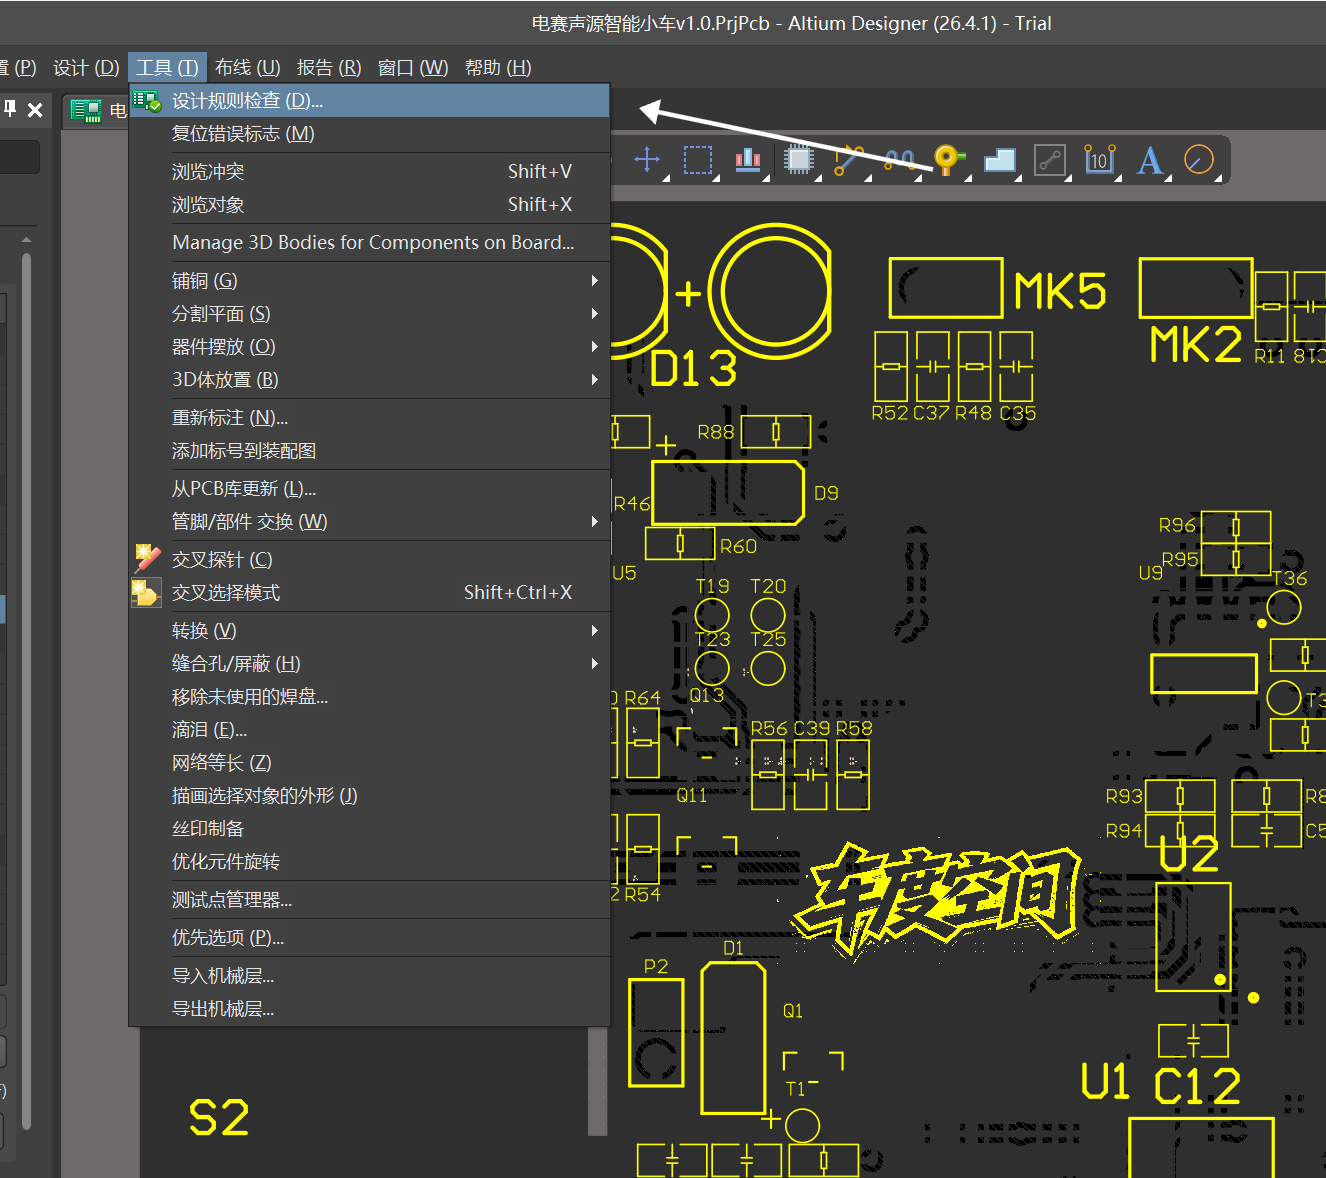 电赛声源智能小车v1.0.PrjPcb - Altium Designer (26.4.1) - Trial
置 (P) 设计 (D) 工具 (T) 布线 (U) 报告 (R) 窗口 (W) 帮助 (H)
电
设计规则检查 (D)...
复位错误标志 (M)
浏览冲突 Shift+V
浏览对象 Shift+X
Manage 3D Bodies for Components on Board...
铺铜 (G)
分割平面 (S)
器件摆放 (O)
3D体放置 (B)
重新标注 (N)...
添加标号到装配图
从PCB库更新 (L)...
管脚/部件 交换 (W)
交叉探针 (C)
交叉选择模式 Shift+Ctrl+X
转换 (V)
缝合孔/屏蔽 (H)
移除未使用的焊盘...
滴泪 (E)...
网络等长 (Z)
描画选择对象的外形 (J)
丝印制备
优化元件旋转
测试点管理器...
优先选项 (P)...
导入机械层...
导出机械层...
10 A
+ MK5
D13 MK2
R11 C18
R52 C37 R48 C35
R88
+
R46 D9
R60
U5
R96
R95
U9 T36
T19 T20
T23 T25
Q13
R64
R56 C39 R58
Q11
R93
R94
U2
R54
车度空间
P2 D1
Q1
T1
+
U1 C12
S2